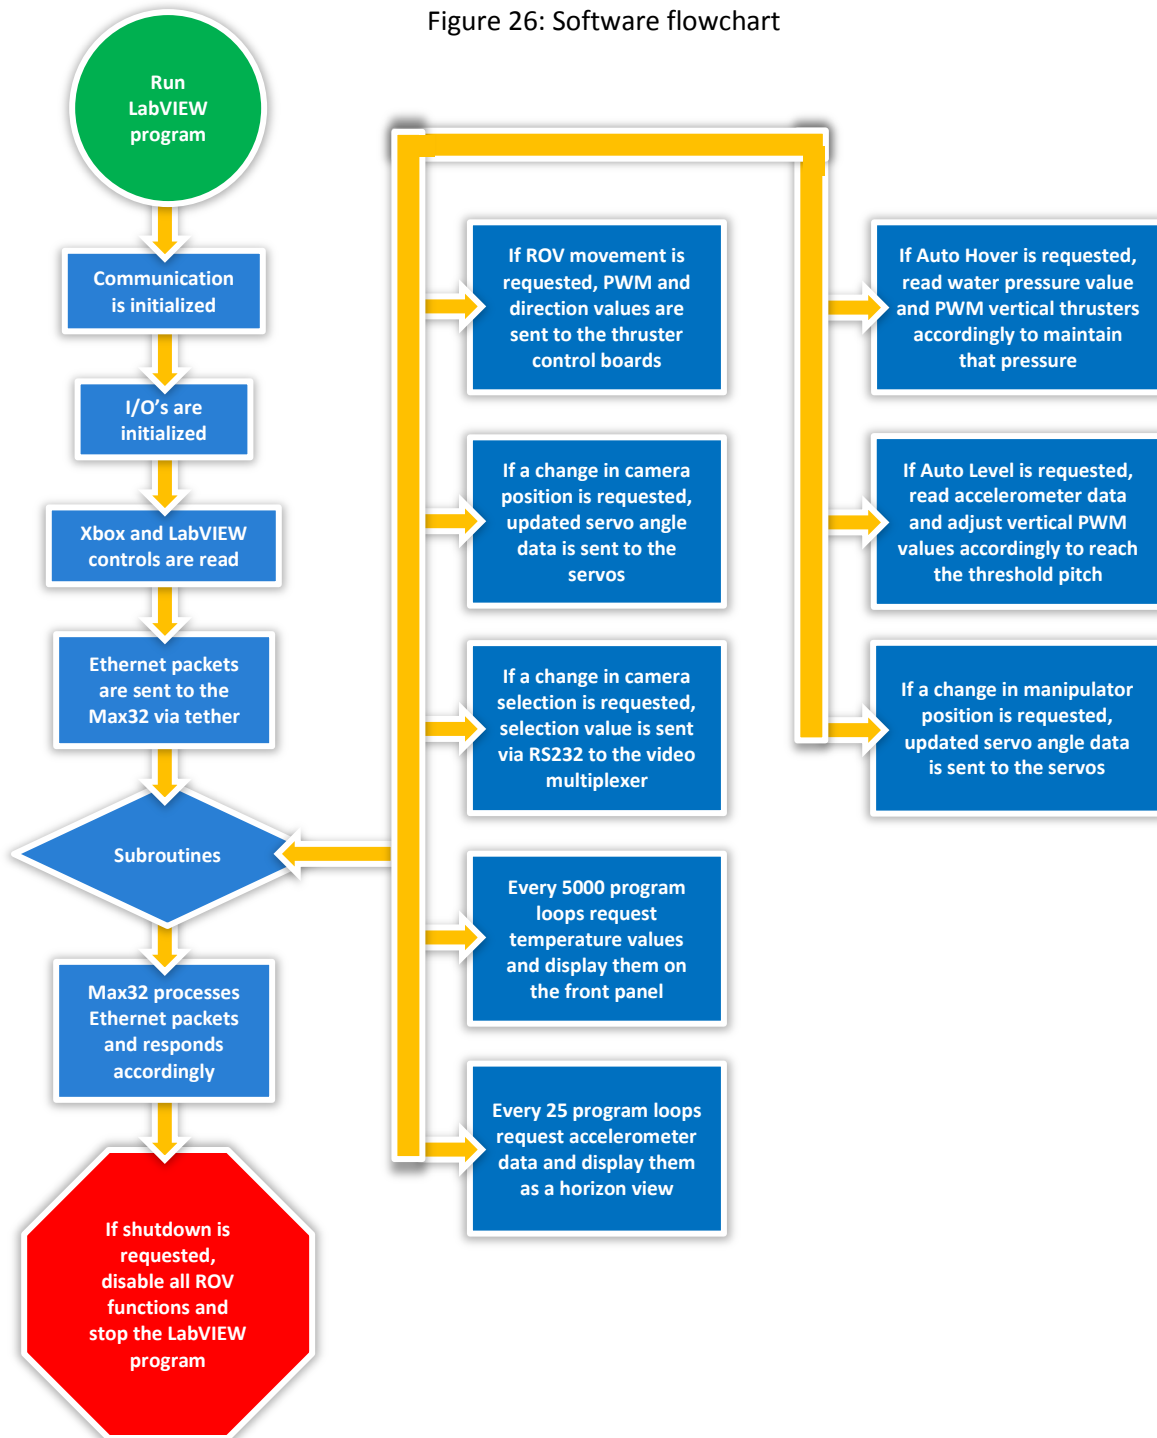 Figure 26: Software flowchart
Run
LabVIEW
program
Communication
is initialized
I/O's are
initialized
Xbox and LabVIEW
controls are read
Ethernet packets
are sent to the
Max32 via tether
Subroutines
Max32 processes
Ethernet packets
and responds
accordingly
If shutdown is
requested,
disable all ROV
functions and
stop the LabVIEW
program
If ROV movement is
requested, PWM and
direction values are
sent to the thruster
control boards
If a change in camera
position is requested,
updated servo angle
data is sent to the
servos
If a change in camera
selection is requested,
selection value is sent
via RS232 to the video
multiplexer
Every 5000 program
loops request
temperature values
and display them on
the front panel
Every 25 program loops
request accelerometer
data and display them
as a horizon view
If Auto Hover is requested,
read water pressure value
and PWM vertical thrusters
accordingly to maintain
that pressure
If Auto Level is requested,
read accelerometer data
and adjust vertical PWM
values accordingly to reach
the threshold pitch
If a change in manipulator
position is requested,
updated servo angle data
is sent to the servos